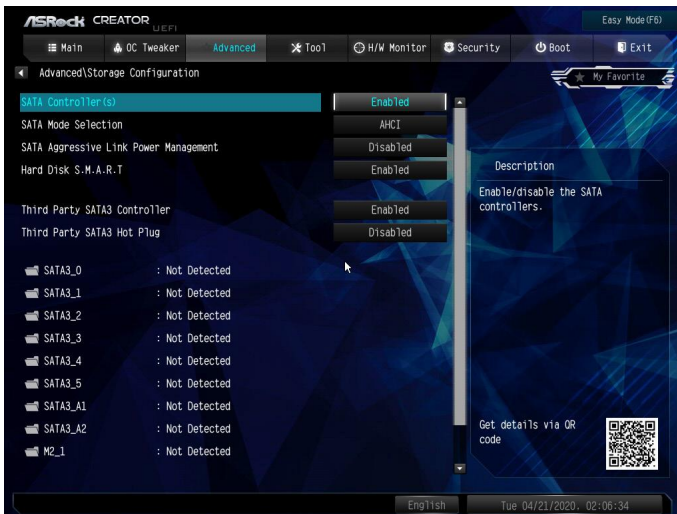 ASRock CREATOR UEFI
Easy Mode(F6)
Main OC Tweaker Advanced Tool H/W Monitor Security Boot Exit
Advanced\Storage Configuration
My Favorite
SATA Controller(s) Enabled
SATA Mode Selection AHCI
SATA Aggressive Link Power Management Disabled
Hard Disk S.M.A.R.T Enabled
Third Party SATA3 Controller Enabled
Third Party SATA3 Hot Plug Disabled
SATA3_0 : Not Detected
SATA3_1 : Not Detected
SATA3_2 : Not Detected
SATA3_3 : Not Detected
SATA3_4 : Not Detected
SATA3_5 : Not Detected
SATA3_A1 : Not Detected
SATA3_A2 : Not Detected
M2_1 : Not Detected
Description
Enable/disable the SATA
controllers.
Get details via QR
code
English
Tue 04/21/2020, 02:06:34